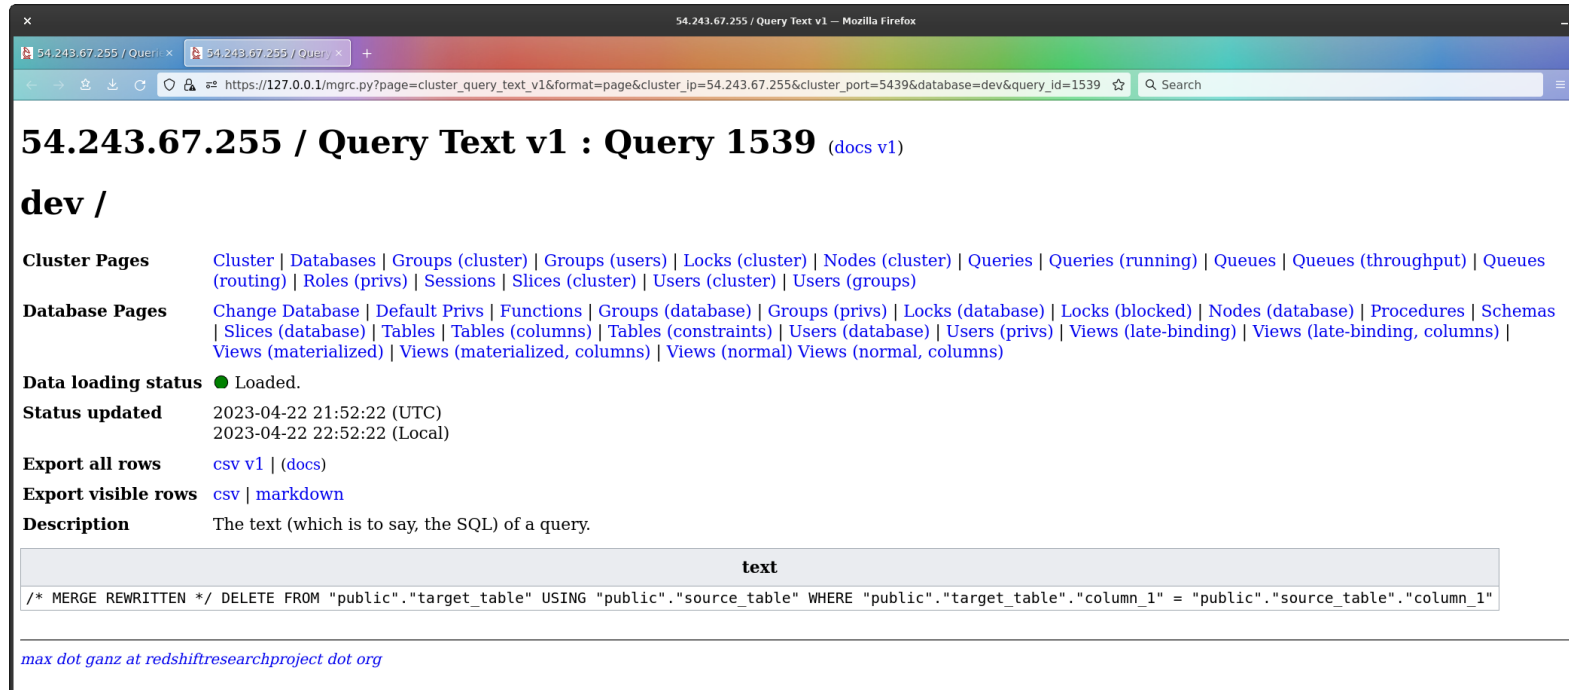 54.243.67.255 / Query Text v1 — Mozilla Firefox
54.243.67.255 / Queri
54.243.67.255 / Query
https://127.0.0.1/mgrc.py?page=cluster_query_text_v1&format=page&cluster_ip=54.243.67.255&cluster_port=5439&database=dev&query_id=1539
Search
54.243.67.255 / Query Text v1 : Query 1539 (docs v1)
dev /
Cluster Pages Cluster | Databases | Groups (cluster) | Groups (users) | Locks (cluster) | Nodes (cluster) | Queries | Queries (running) | Queues | Queues (throughput) | Queues
(routing) | Roles (privs) | Sessions | Slices (cluster) | Users (cluster) | Users (groups)
Database Pages Change Database | Default Privs | Functions | Groups (database) | Groups (privs) | Locks (database) | Locks (blocked) | Nodes (database) | Procedures | Schemas
| Slices (database) | Tables | Tables (columns) | Tables (constraints) | Users (database) | Users (privs) | Views (late-binding) | Views (late-binding, columns) |
Views (materialized) | Views (materialized, columns) | Views (normal) Views (normal, columns)
Data loading status Loaded.
Status updated 2023-04-22 21:52:22 (UTC)
2023-04-22 22:52:22 (Local)
Export all rows csv v1 | (docs)
Export visible rows csv | markdown
Description The text (which is to say, the SQL) of a query.
text
/* MERGE REWRITTEN */ DELETE FROM "public"."target_table" USING "public"."source_table" WHERE "public"."target_table"."column_1" = "public"."source_table"."column_1"
max dot ganz at redshiftresearchproject dot org